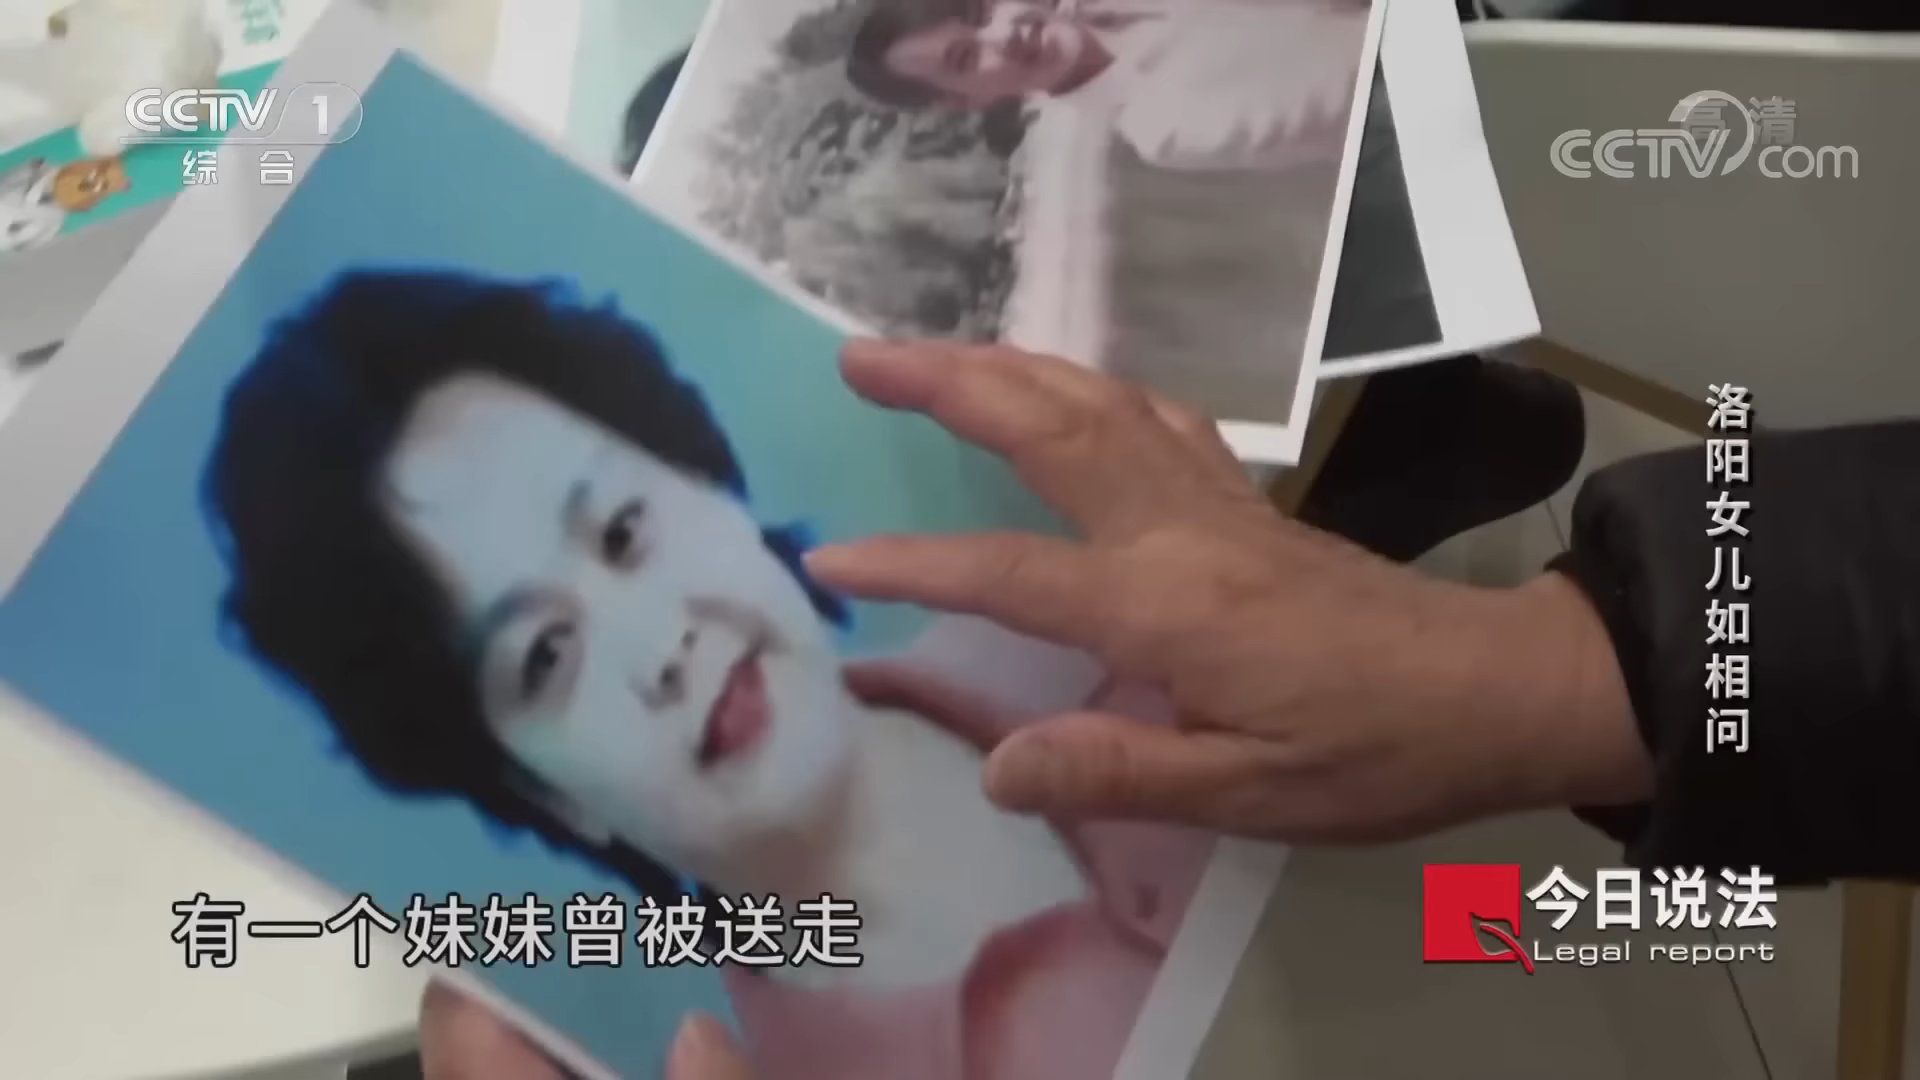 CCTV 1
综合
高清
CCTV.com
洛阳女儿如相问
有一个妹妹曾被送走
今日说法
Legal report